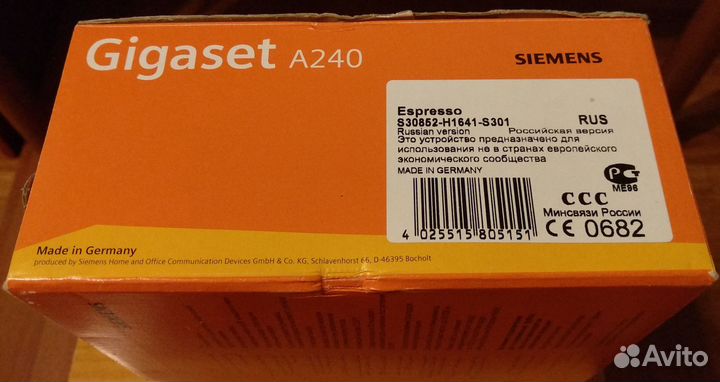 Gigaset A240
SIEMENS
Espresso
S30852-H1641-S301 RUS
Russian version Российская версия
Это устройство предназначено для
использования не в странах европейского
экономического сообщества
MADE IN GERMANY
РСТ
ME96
ССС
Минсвязи России
CE 0682
4 025515 805151
Made in Germany
produced by Siemens Home and Office Communication Devices GmbH & Co. KG, Schlavenhorst 66, D-46395 Bocholt
Avito